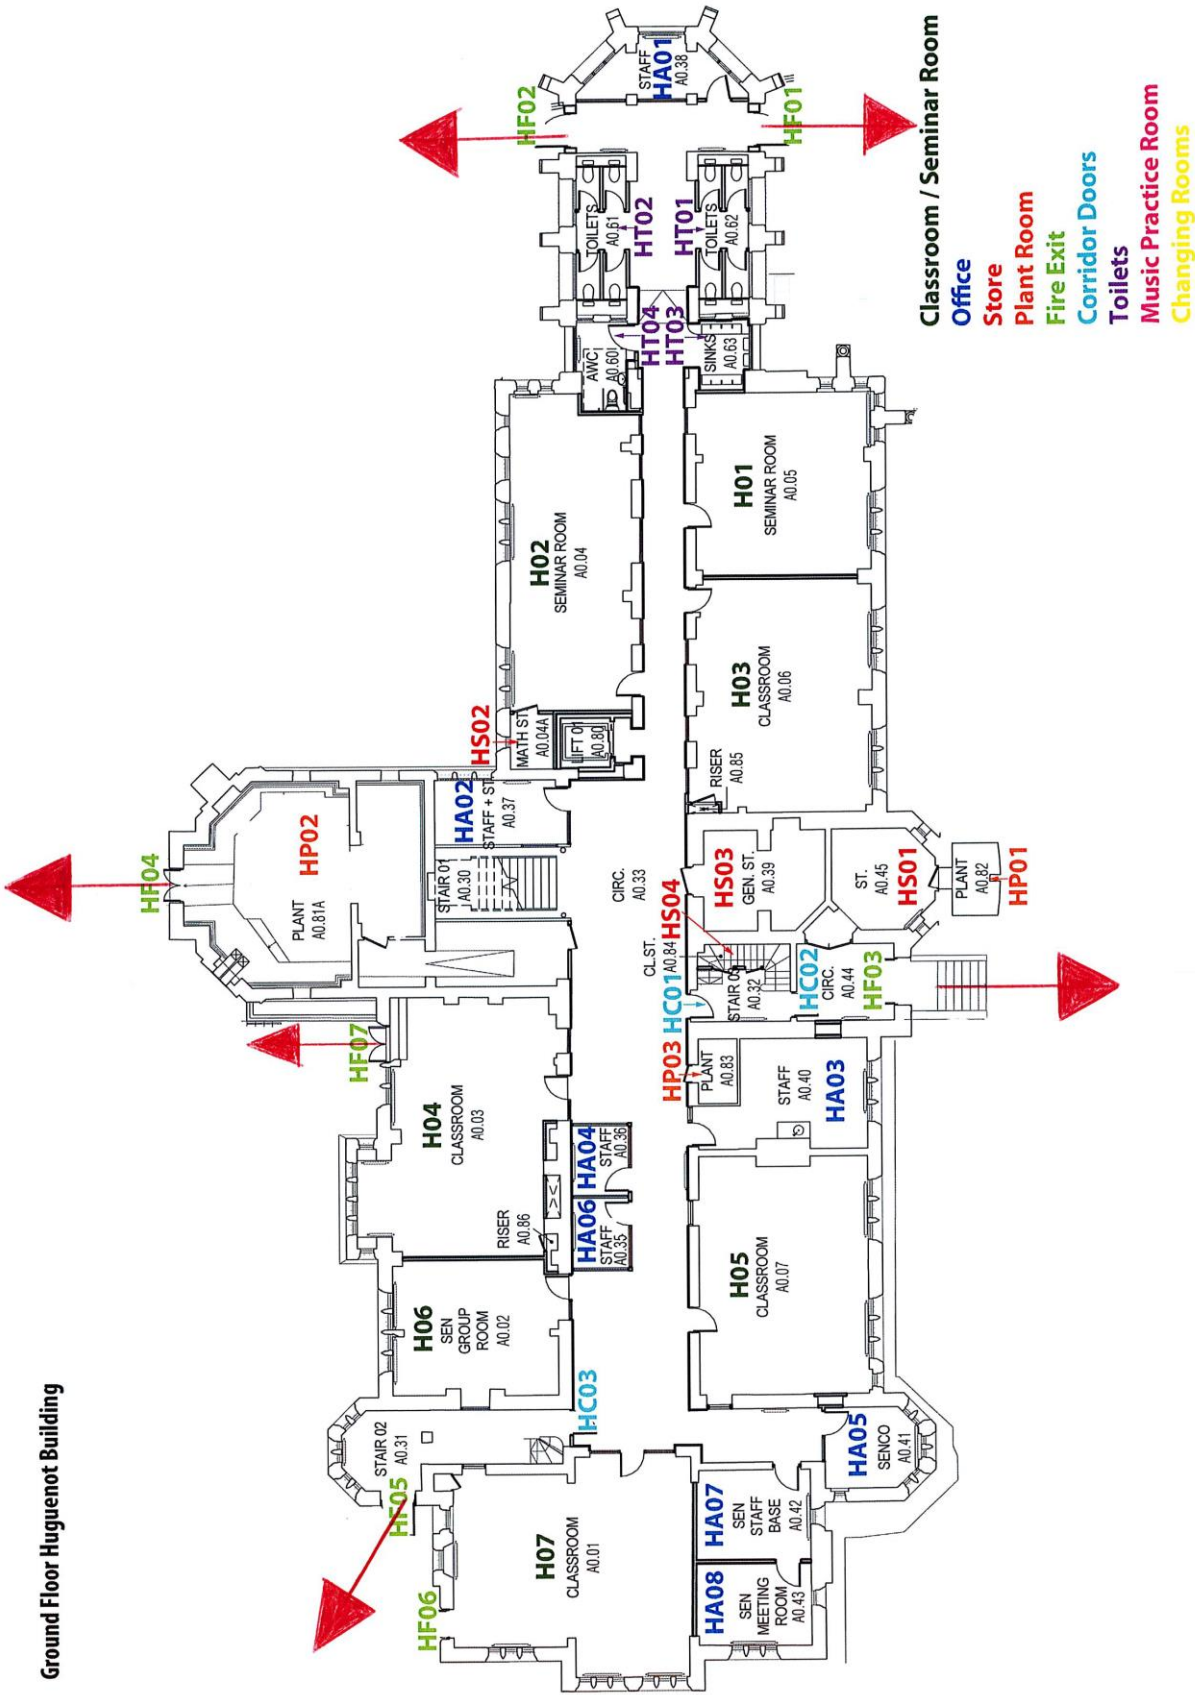 Ground Floor Huguenot Building
HF06
HF05
H07
CLASSROOM
A0.01
STAIR 02
A0.31
HC03
HA08
SEN
MEETING
ROOM
A0.43
HA07
SEN
STAFF
BASE
A0.42
HA05
SENCO
A0.41
H06
SEN
GROUP
ROOM
A0.02
RISER
A0.86
HA06
STAFF
A0.35
HA04
STAFF
A0.36
H05
CLASSROOM
A0.07
HF07
H04
CLASSROOM
A0.03
HP03
PLANT
A0.83
STAFF
A0.40
HA03
HC01
CL.ST.
A0.84
HS04
STAIR 03
A0.32
HC02
CIRC.
A0.44
HF03
HF04
HP02
PLANT
A0.81A
STAIR 01
A0.30
HA02
STAFF + ST
A0.37
CIRC.
A0.33
HS03
GEN. ST.
A0.39
ST.
A0.45
HS01
PLANT
A0.82
HP01
HS02
MATH ST
A0.04A
LIFT 01
A0.80
RISER
A0.85
H02
SEMINAR ROOM
A0.04
H03
CLASSROOM
A0.06
H01
SEMINAR ROOM
A0.05
AWC
A0.60
HT04
HT03
SINKS
A0.63
TOILETS
A0.61
HT02
HT01
TOILETS
A0.62
HF02
HF01
STAFF
HA01
A0.38
Classroom / Seminar Room
Office
Store
Plant Room
Fire Exit
Corridor Doors
Toilets
Music Practice Room
Changing Rooms